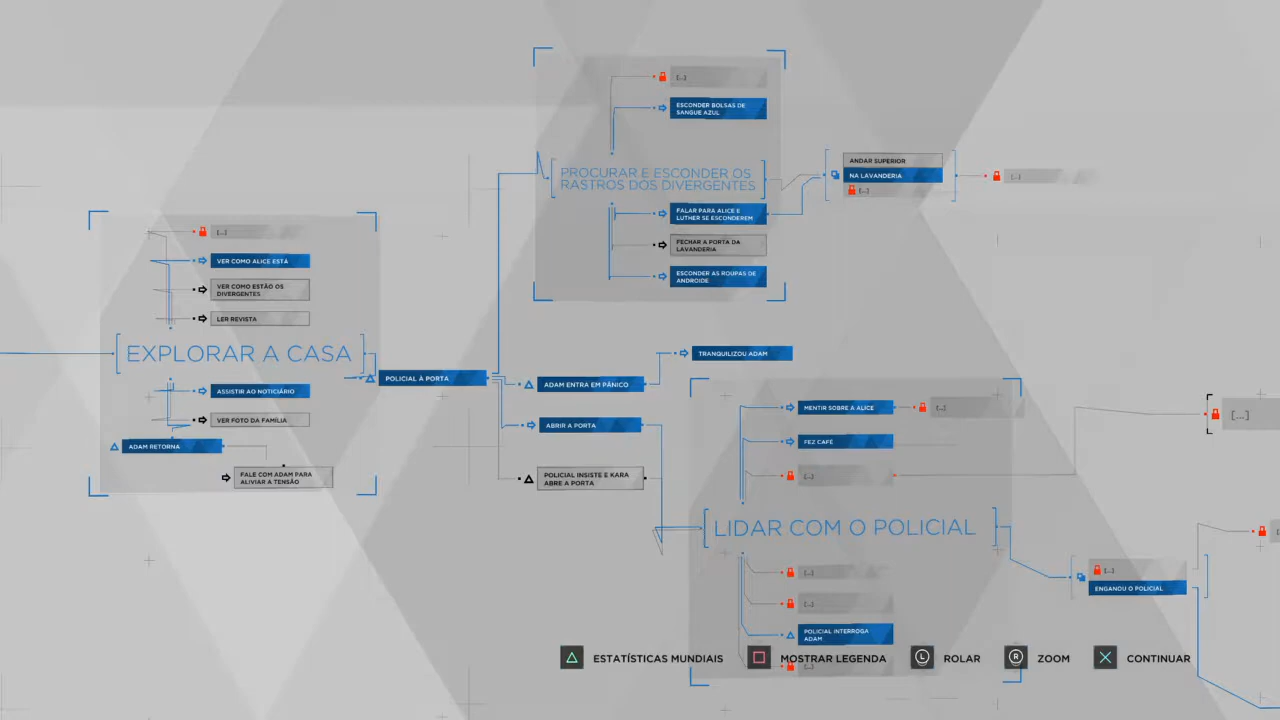 [...]
VER COMO ALICE ESTÁ
VER COMO ESTÃO OS
DIVERGENTES
LER REVISTA
EXPLORAR A CASA
ASSISTIR AO NOTICIÁRIO
VER FOTO DA FAMÍLIA
ADAM RETORNA
FALE COM ADAM PARA
ALIVIAR A TENSÃO
POLICIAL À PORTA
[...]
ESCONDER BOLSAS DE
SANGUE AZUL
PROCURAR E ESCONDER OS
RASTROS DOS DIVERGENTES
FALAR PARA ALICE E
LUTHER SE ESCONDEREM
FECHAR A PORTA DA
LAVANDERIA
ESCONDER AS ROUPAS DE
ANDROIDE
ANDAR SUPERIOR
NA LAVANDERIA
[...]
[...]
ADAM ENTRA EM PÂNICO
TRANQUILIZOU ADAM
ABRIR A PORTA
POLICIAL INSISTE E KARA
ABRE A PORTA
MENTIR SOBRE A ALICE
[...]
FEZ CAFÉ
[...]
LIDAR COM O POLICIAL
[...]
[...]
POLICIAL INTERROGA
ADAM
[...]
[...]
[...]
ENGANOU O POLICIAL
ESTATÍSTICAS MUNDIAIS
MOSTRAR LEGENDA
L ROLAR
R ZOOM
CONTINUAR